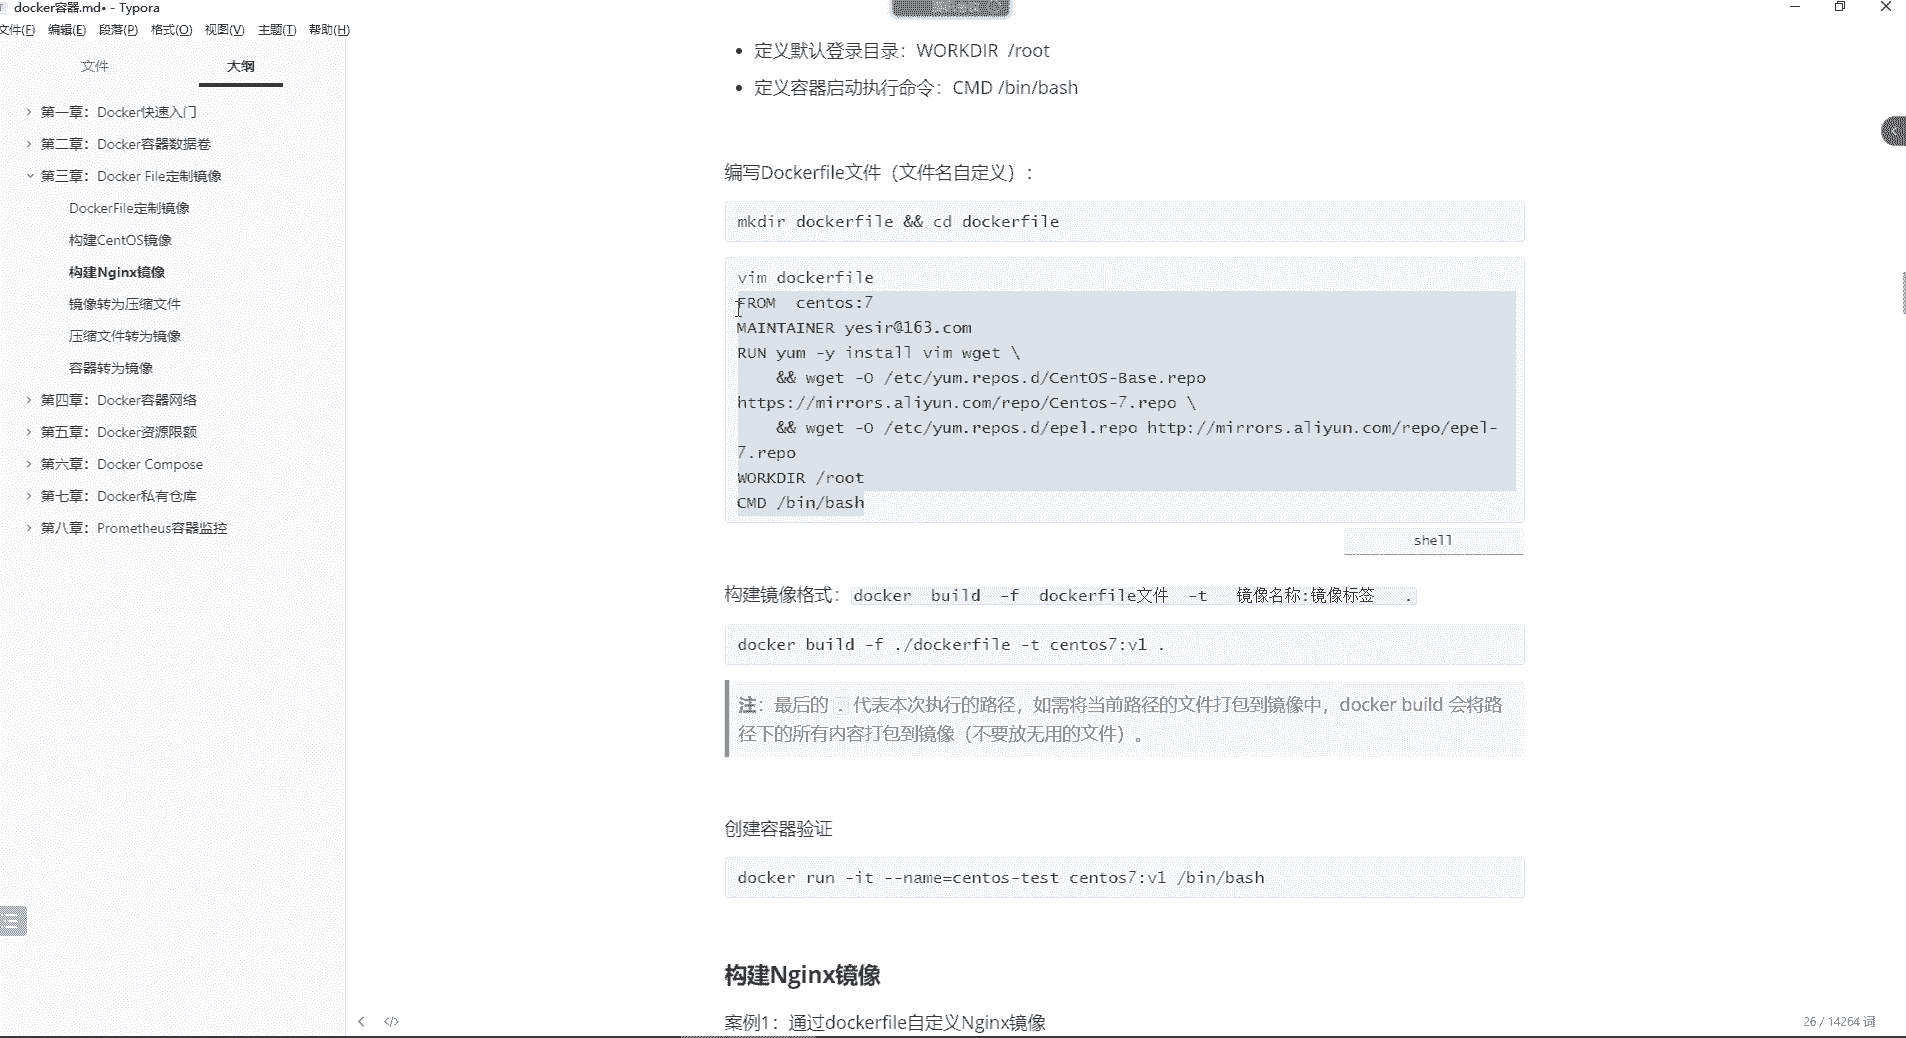 docker容器.md• - Typora
文件(F) 编辑(E) 段落(P) 格式(O) 视图(V) 主题(T) 帮助(H)
文件 大纲
第一章：Docker快速入门
第二章：Docker容器数据卷
第三章：Docker File定制镜像
DockerFile定制镜像
构建CentOS镜像
构建Nginx镜像
镜像转为压缩文件
压缩文件转为镜像
容器转为镜像
第四章：Docker容器网络
第五章：Docker资源限额
第六章：Docker Compose
第七章：Docker私有仓库
第八章：Prometheus容器监控
定义默认登录目录：WORKDIR /root
定义容器启动执行命令：CMD /bin/bash
编写Dockerfile文件（文件名自定义）：
mkdir dockerfile && cd dockerfile
vim dockerfile
FROM  centos:7
MAINTAINER yesir@163.com
RUN yum -y install vim wget \
    && wget -O /etc/yum.repos.d/CentOS-Base.repo
https://mirrors.aliyun.com/repo/Centos-7.repo \
    && wget -O /etc/yum.repos.d/epel.repo http://mirrors.aliyun.com/repo/epel-
7.repo
WORKDIR /root
CMD /bin/bash
shell
构建镜像格式：docker  build  -f  dockerfile文件  -t   镜像名称:镜像标签   .
docker build -f ./dockerfile -t centos7:v1 .
注：最后的 . 代表本次执行的路径，如需将当前路径的文件打包到镜像中，docker build 会将路
径下的所有内容打包到镜像（不要放无用的文件）。
创建容器验证
docker run -it --name=centos-test centos7:v1 /bin/bash
构建Nginx镜像
案例1：通过dockerfile自定义Nginx镜像
26 / 14264 词